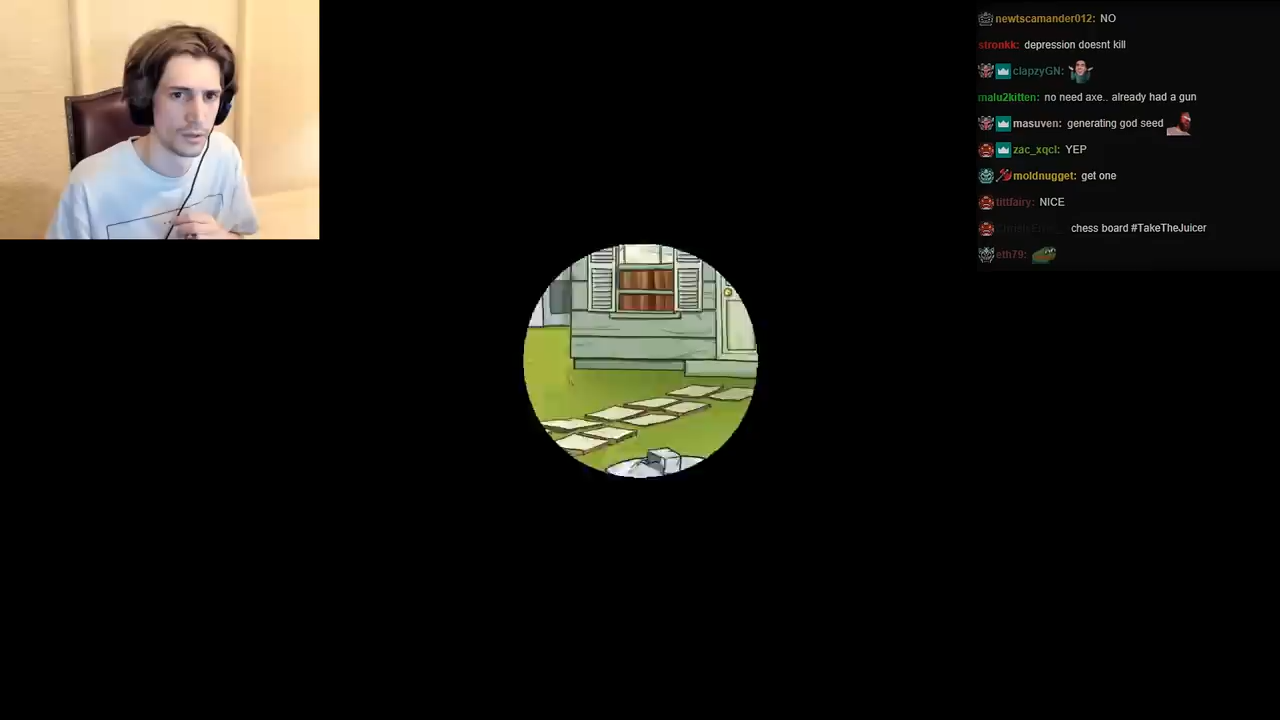 newtscamander012: NO
stronkk: depression doesnt kill
clapzyGN:
malu2kitten: no need axe.. already had a gun
masuven: generating god seed
zac_xqcl: YEP
moldnugget: get one
tittfairy: NICE
chess board #TakeTheJuicer
eth79: